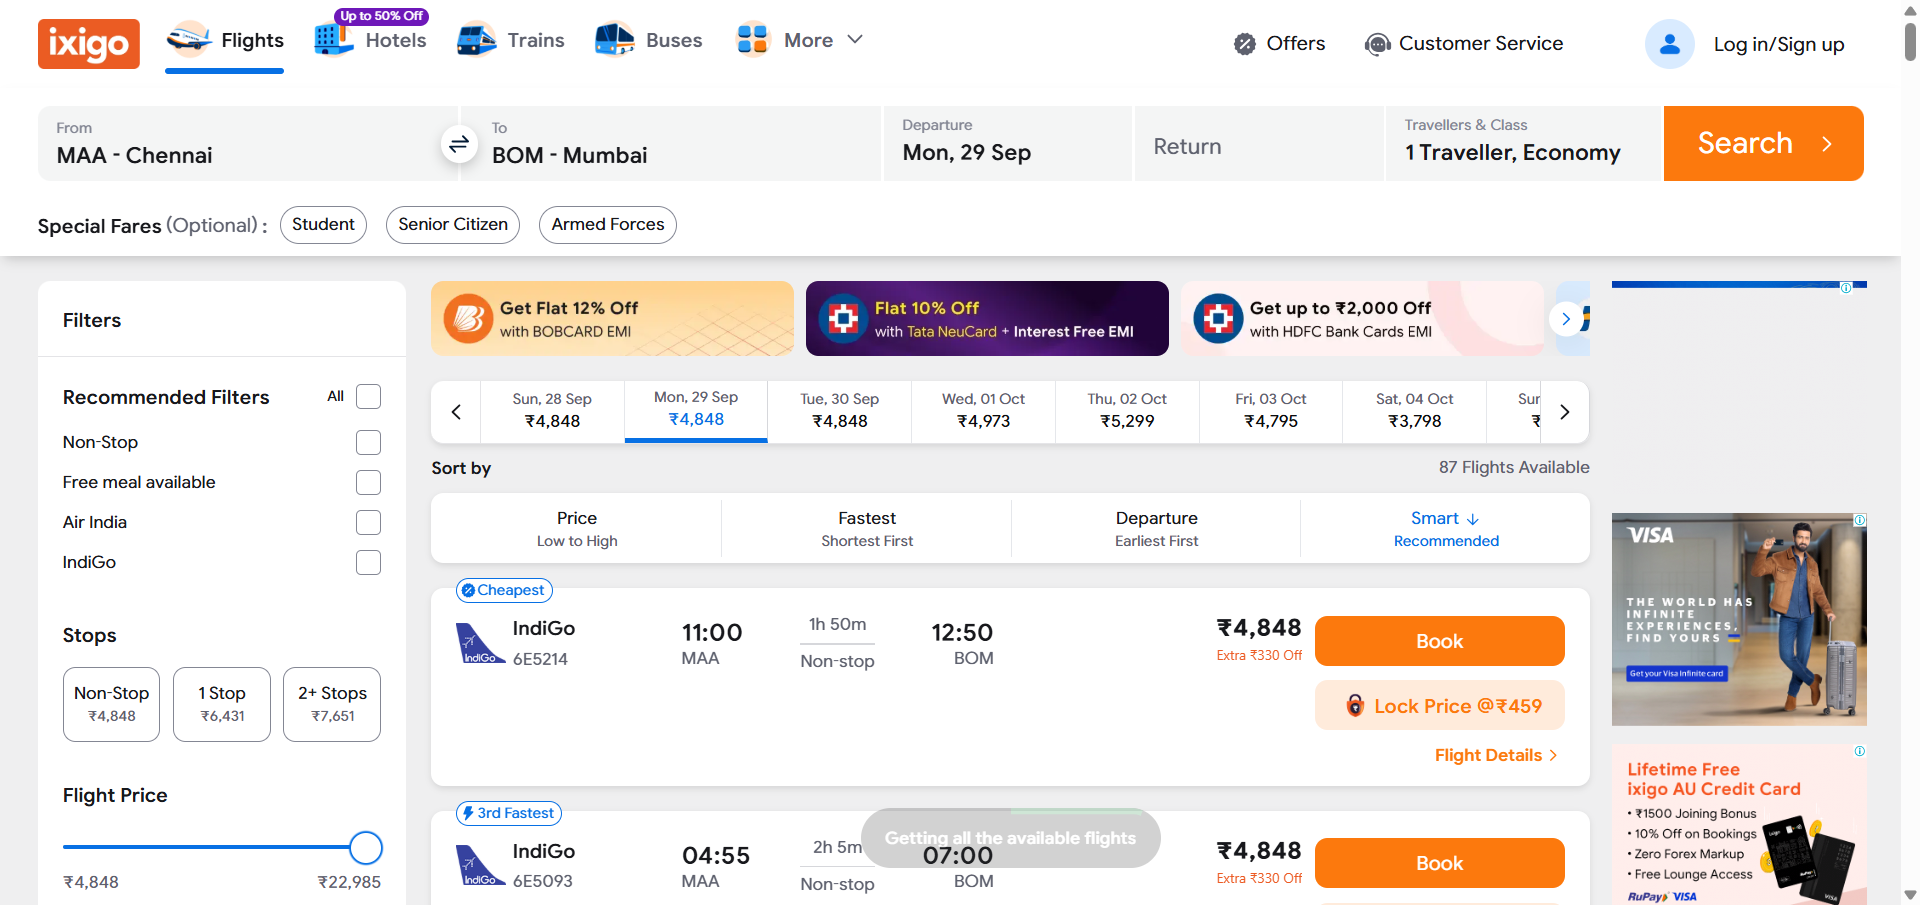 ixigo
Flights
Up to 50% Off
Hotels
Trains
Buses
More
Offers
Customer Service
Log in/Sign up
From
MAA - Chennai
To
BOM - Mumbai
Departure
Mon, 29 Sep
Return
Travellers & Class
1 Traveller, Economy
Search
Special Fares (Optional) :
Student
Senior Citizen
Armed Forces
Filters
Recommended Filters
All
Non-Stop
Free meal available
Air India
IndiGo
Stops
Non-Stop
₹4,848
1 Stop
₹6,431
2+ Stops
₹7,651
Flight Price
₹4,848
₹22,985
Get Flat 12% Off
with BOBCARD EMI
Flat 10% Off
with Tata NeuCard + Interest Free EMI
Get up to ₹2,000 Off
with HDFC Bank Cards EMI
Sun, 28 Sep
₹4,848
Mon, 29 Sep
₹4,848
Tue, 30 Sep
₹4,848
Wed, 01 Oct
₹4,973
Thu, 02 Oct
₹5,299
Fri, 03 Oct
₹4,795
Sat, 04 Oct
₹3,798
Sur
₹
Sort by
87 Flights Available
Price
Low to High
Fastest
Shortest First
Departure
Earliest First
Smart
Recommended
Cheapest
IndiGo
IndiGo
6E5214
11:00
MAA
1h 50m
Non-stop
12:50
BOM
₹4,848
Extra ₹330 Off
Book
Lock Price @₹459
Flight Details
3rd Fastest
IndiGo
IndiGo
6E5093
04:55
MAA
2h 5m
Non-stop
Getting all the available flights
07:00
BOM
₹4,848
Extra ₹330 Off
Book
VISA
THE WORLD HAS
INFINITE
EXPERIENCES,
FIND YOURS
Get your Visa Infinite card
Lifetime Free
ixigo AU Credit Card
• ₹1500 Joining Bonus
• 10% Off on Bookings
• Zero Forex Markup
• Free Lounge Access
RuPay VISA